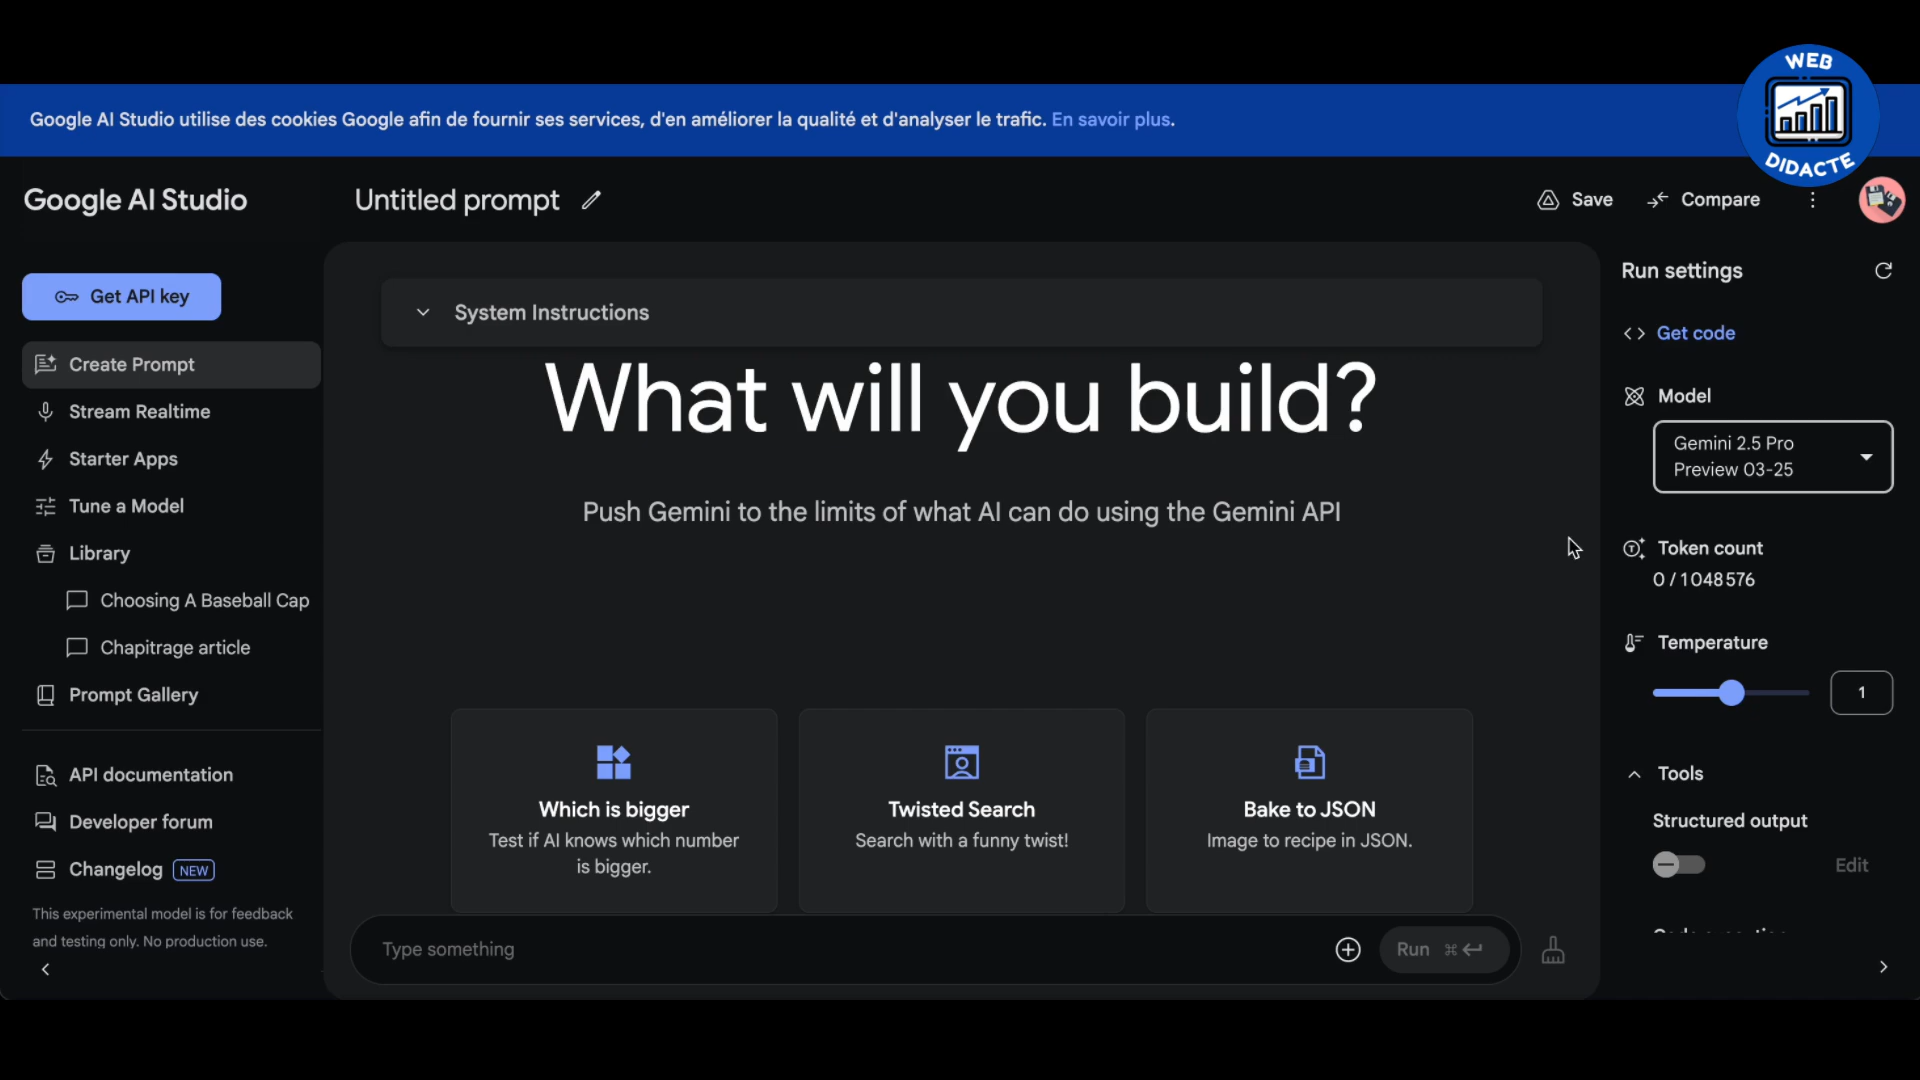 WEB
DIDACTE
Google AI Studio utilise des cookies Google afin de fournir ses services, d'en améliorer la qualité et d'analyser le trafic. En savoir plus.
Google AI Studio
Untitled prompt
Save
Compare
Get API key
Create Prompt
Stream Realtime
Starter Apps
Tune a Model
Library
Choosing A Baseball Cap
Chapitrage article
Prompt Gallery
API documentation
Developer forum
Changelog NEW
This experimental model is for feedback
and testing only. No production use.
System Instructions
What will you build?
Push Gemini to the limits of what AI can do using the Gemini API
Which is bigger
Test if AI knows which number
is bigger.
Twisted Search
Search with a funny twist!
Bake to JSON
Image to recipe in JSON.
Type something
Run ⌘
Run settings
Get code
Model
Gemini 2.5 Pro
Preview 03-25
Token count
0 / 1 048 576
Temperature
1
Tools
Structured output
Edit